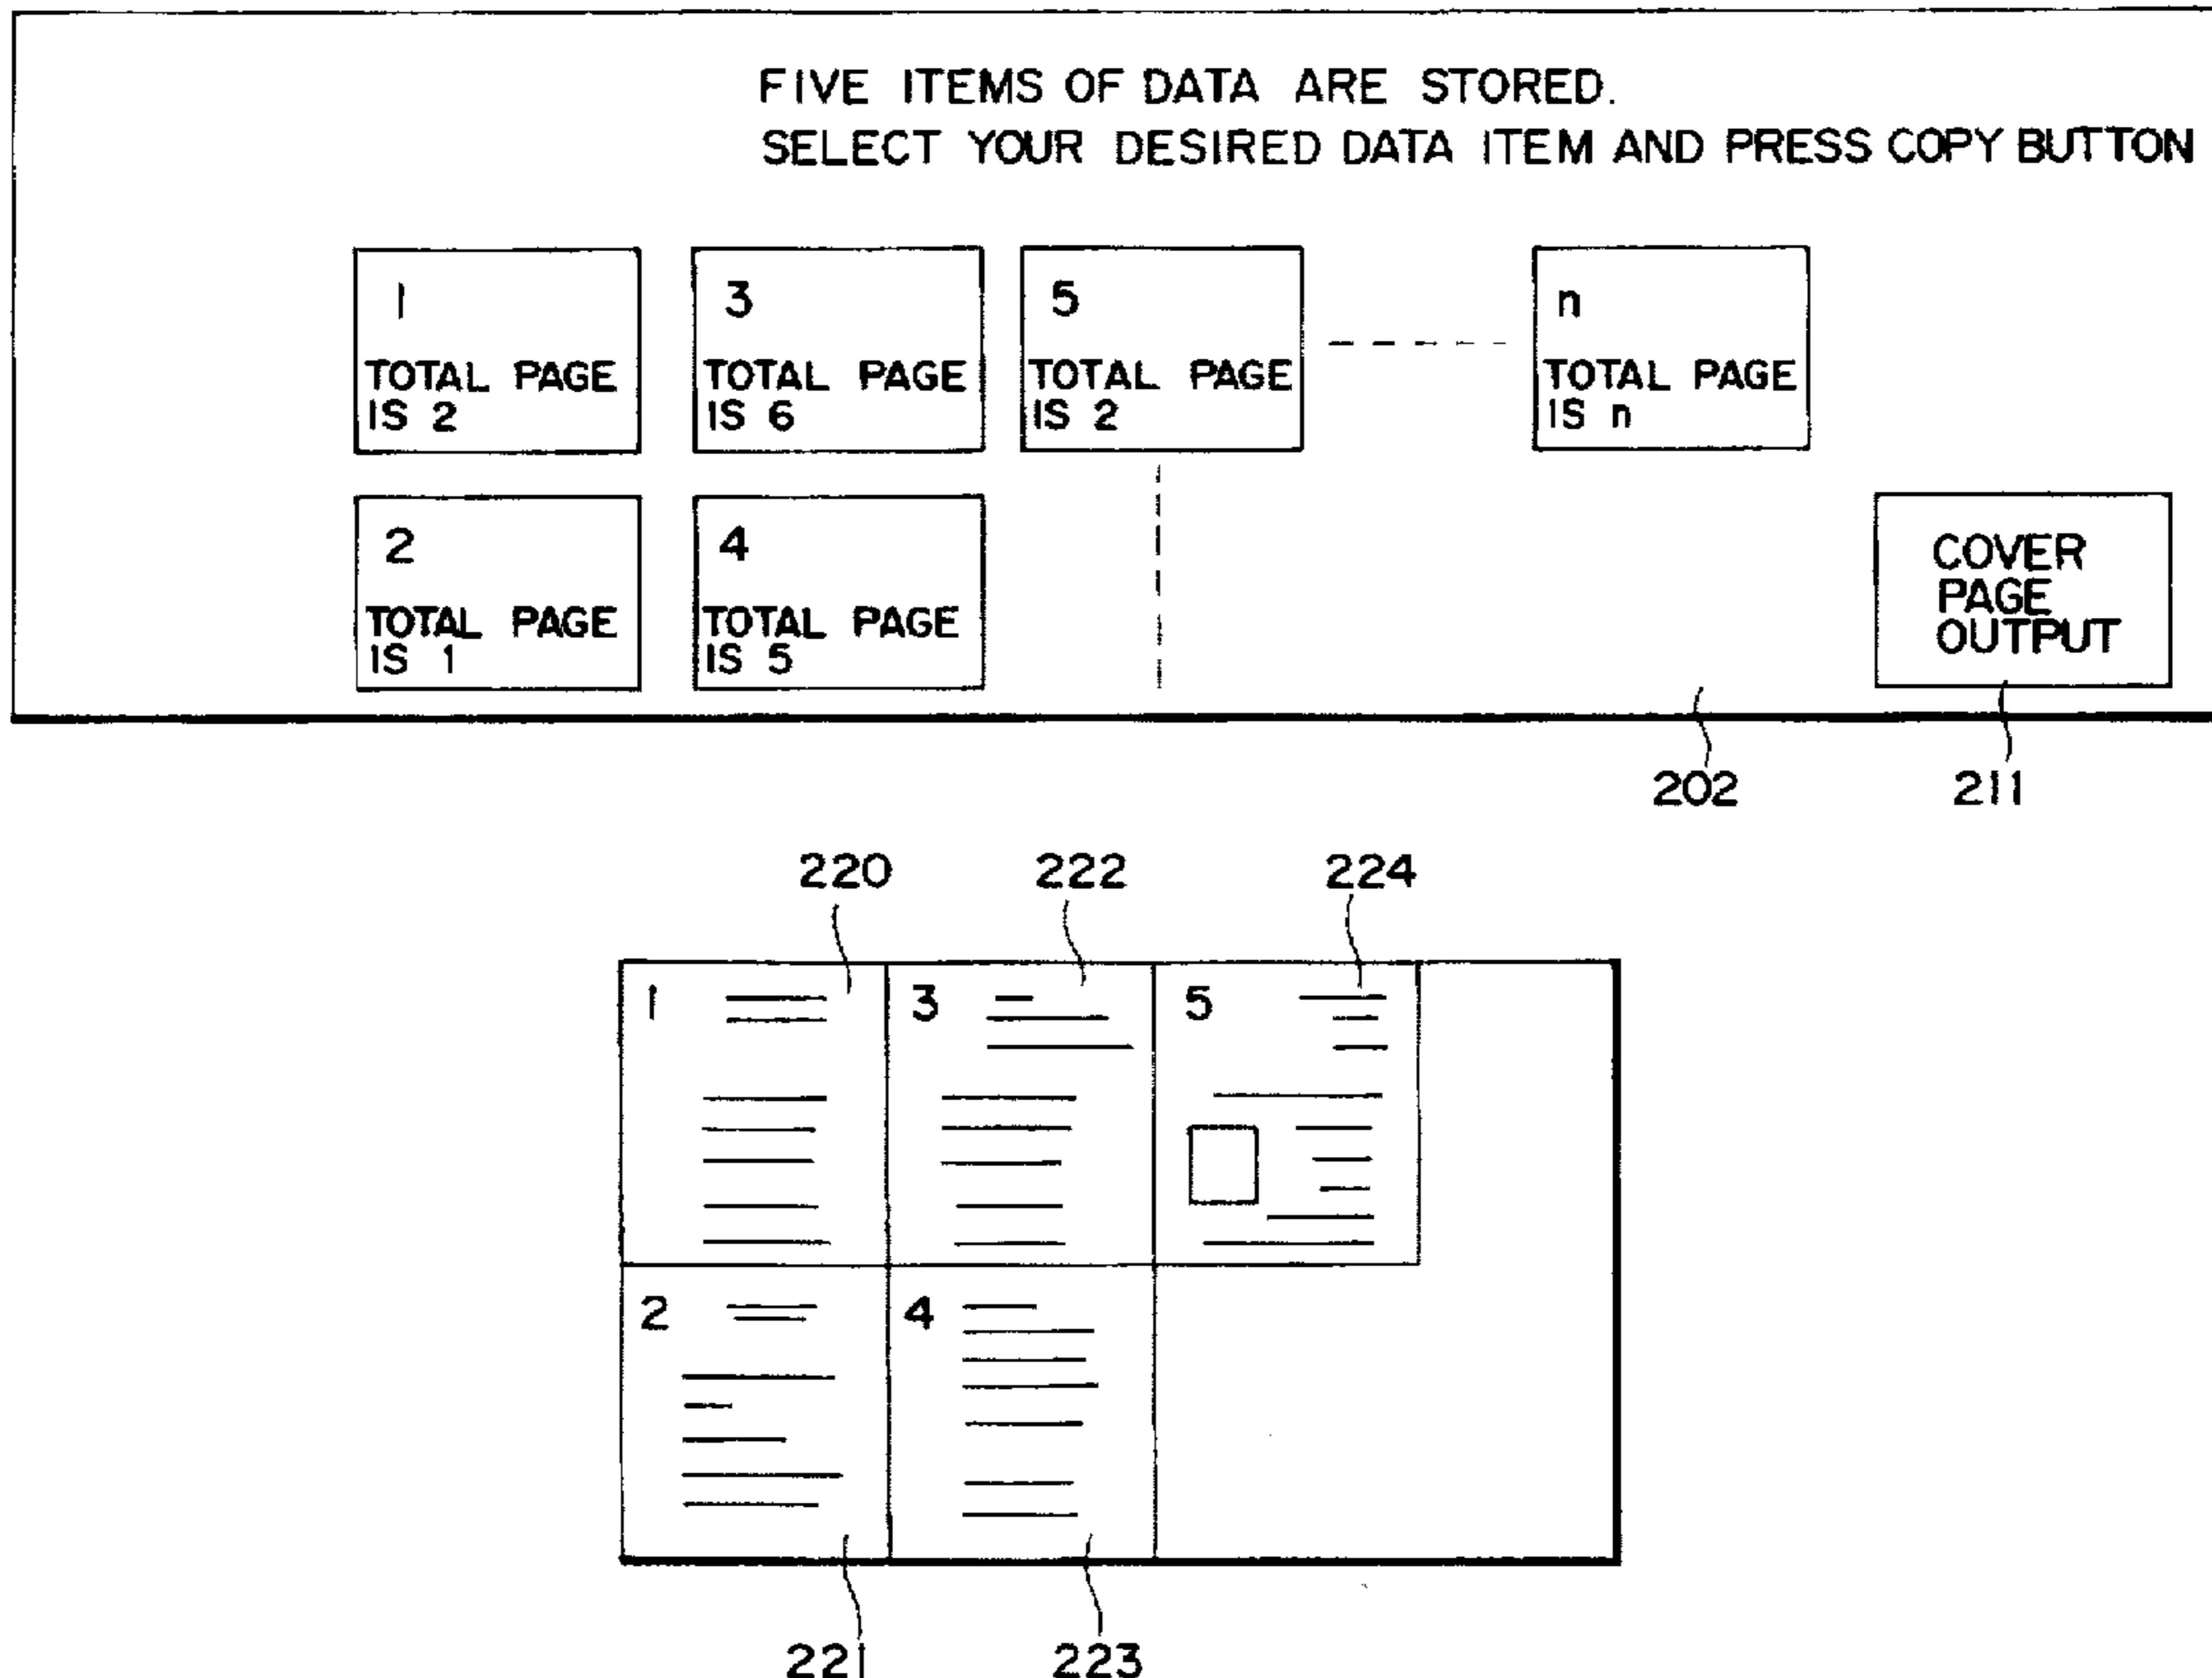 FIVE ITEMS OF DATA ARE STORED.
SELECT YOUR DESIRED DATA ITEM AND PRESS COPY BUTTON
1
TOTAL PAGE
IS 2
3
TOTAL PAGE
IS 6
5
TOTAL PAGE
IS 2
n
TOTAL PAGE
IS n
2
TOTAL PAGE
IS 1
4
TOTAL PAGE
IS 5
COVER
PAGE
OUTPUT
202
211
220
222
224
1
3
5
2
4
221
223